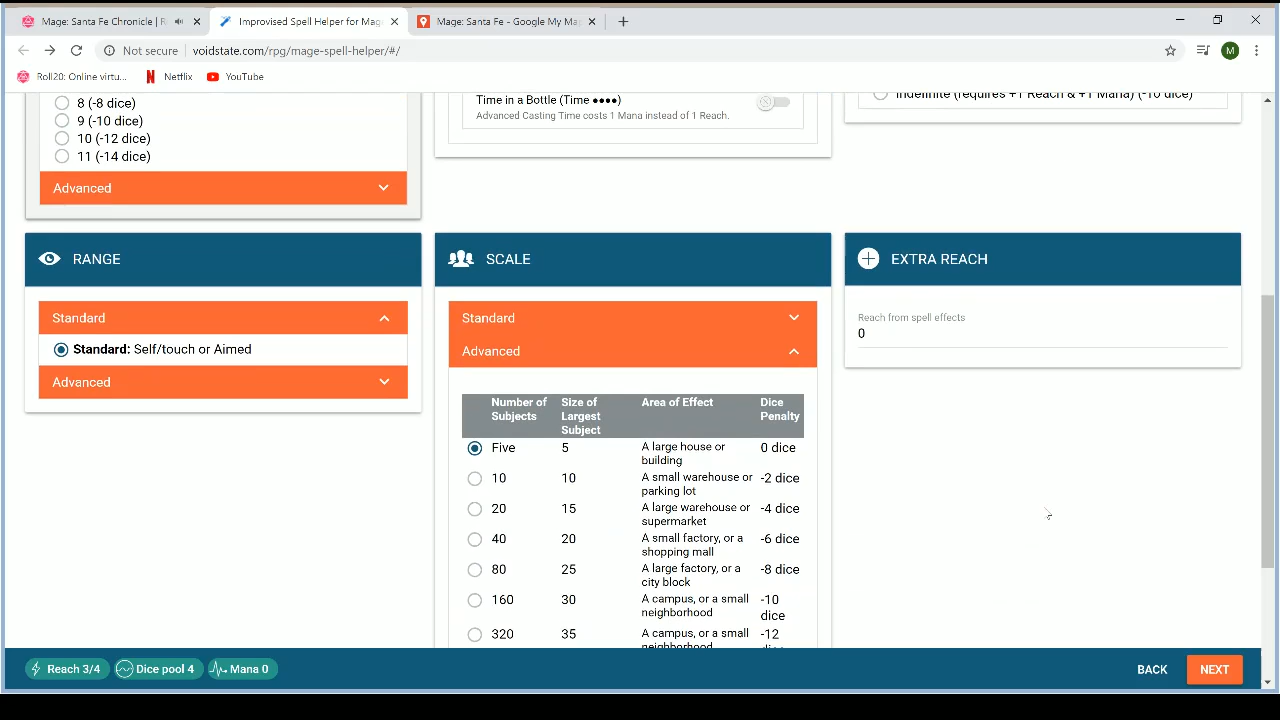 Mage: Santa Fe Chronicle | R
Improvised Spell Helper for Mage
Mage: Santa Fe - Google My Ma
Not secure
voidstate.com/rpg/mage-spell-helper/#/
M
Roll20: Online virtu...
Netflix
YouTube
8 (-8 dice)
9 (-10 dice)
10 (-12 dice)
11 (-14 dice)
Advanced
Time in a Bottle (Time ●●●●)
Advanced Casting Time costs 1 Mana instead of 1 Reach.
Indefinite (requires +1 Reach & +1 Mana) (-10 dice)
RANGE
Standard
Standard: Self/touch or Aimed
Advanced
SCALE
Standard
Advanced
Number of Subjects
Size of Largest Subject
Area of Effect
Dice Penalty
Five 5 A large house or building 0 dice
10 10 A small warehouse or parking lot -2 dice
20 15 A large warehouse or supermarket -4 dice
40 20 A small factory, or a shopping mall -6 dice
80 25 A large factory, or a city block -8 dice
160 30 A campus, or a small neighborhood -10 dice
320 35 A campus, or a small neighborhood -12
EXTRA REACH
Reach from spell effects
0
Reach 3/4
Dice pool 4
Mana 0
BACK
NEXT